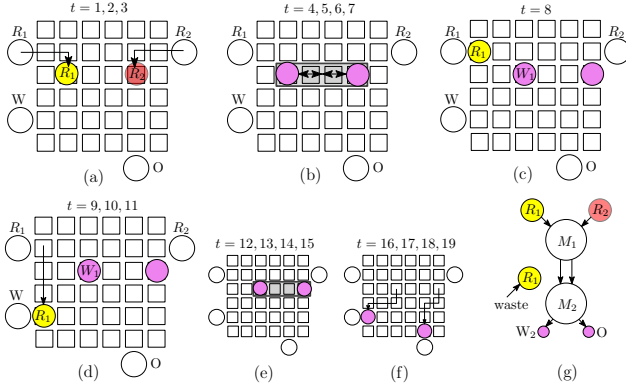 t = 1, 2, 3
R₁
R₂
R₁
R₂
W
O
(a)
t = 4, 5, 6, 7
R₁
R₂
W
O
(b)
t = 8
R₁
R₂
R₁
W₁
W
O
(c)
t = 9, 10, 11
R₁
R₂
W₁
W
R₁
O
(d)
t = 12, 13, 14, 15
(e)
t = 16, 17, 18, 19
(f)
R₁
R₂
M₁
R₁
waste
M₂
W₂
O
(g)